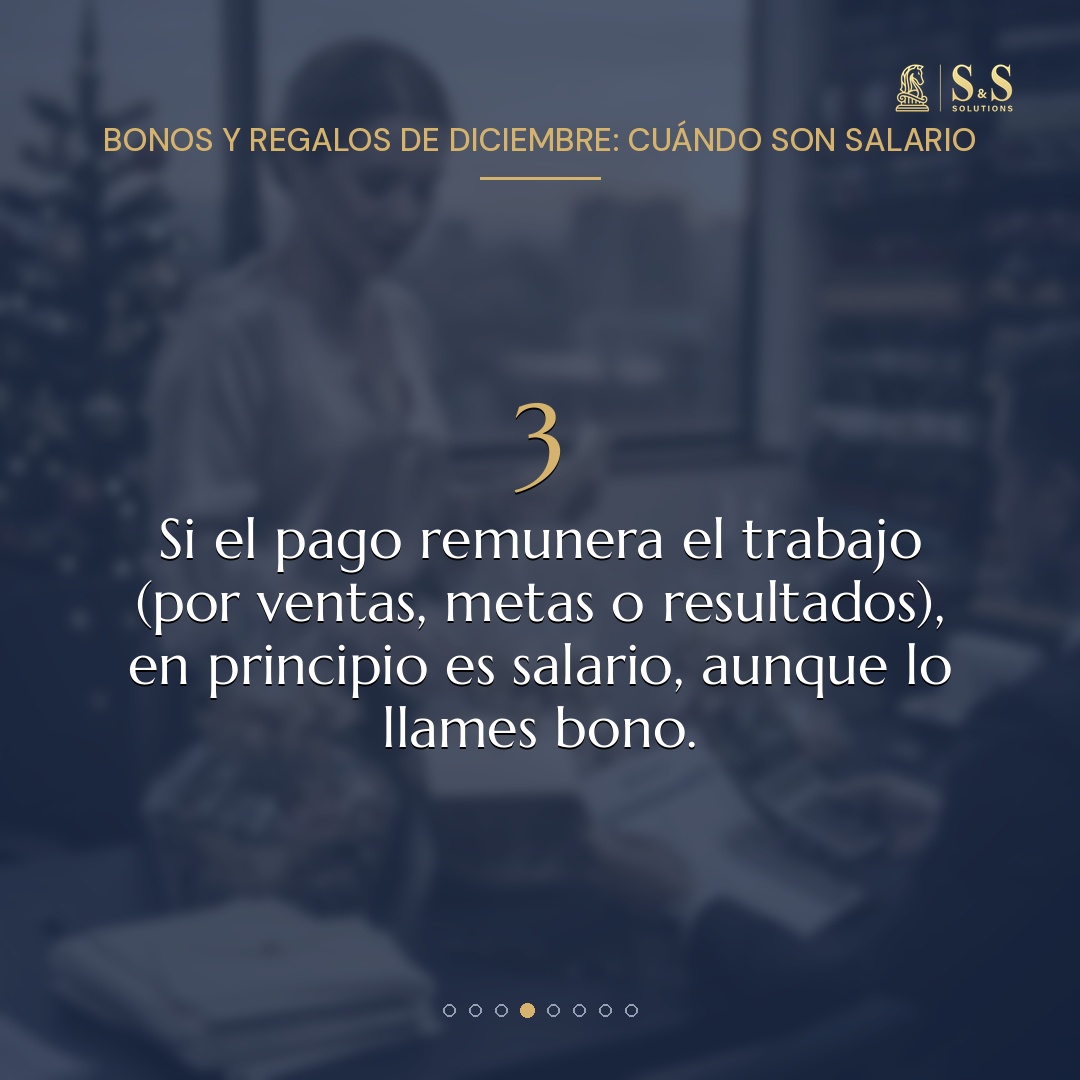 S&S
SOLUTIONS
BONOS Y REGALOS DE DICIEMBRE: CUÁNDO SON SALARIO
3
Si el pago remunera el trabajo
(por ventas, metas o resultados),
en principio es salario, aunque lo
llames bono.